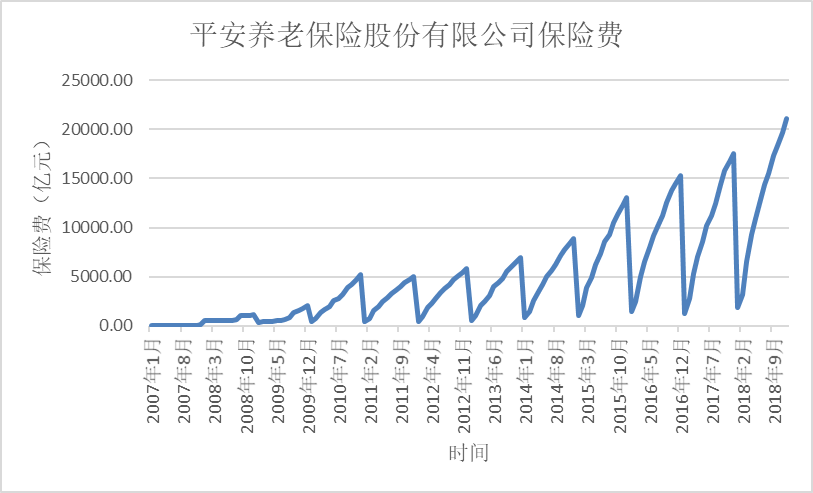 平安养老保险股份有限公司保险费
25000.00
20000.00
15000.00
10000.00
5000.00
0.00
保险费（亿元）
2007年1月
2007年8月
2008年3月
2008年10月
2009年5月
2009年12月
2010年7月
2011年2月
2011年9月
2012年4月
2012年11月
2013年6月
2014年1月
2014年8月
2015年3月
2015年10月
2016年5月
2016年12月
2017年7月
2018年2月
2018年9月
时间